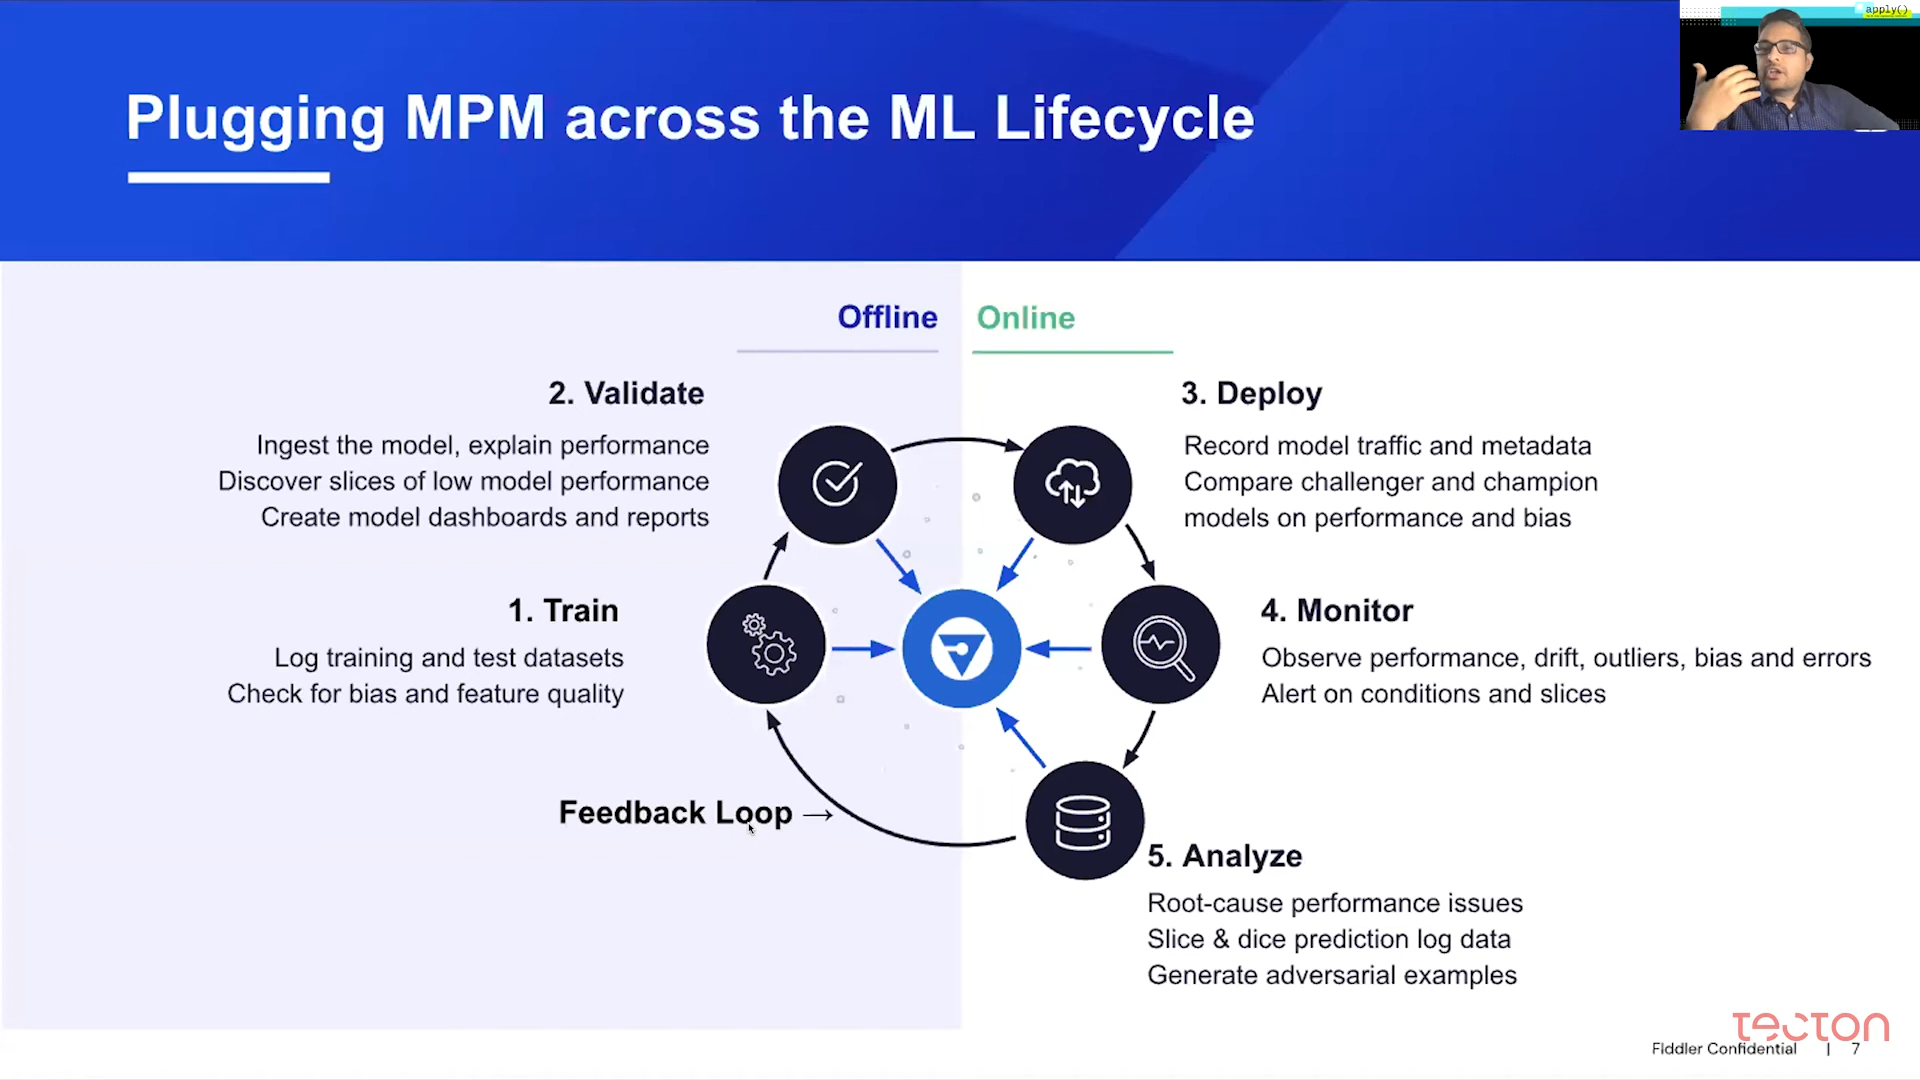 apply()
Plugging MPM across the ML Lifecycle
Offline
Online
2. Validate
Ingest the model, explain performance
Discover slices of low model performance
Create model dashboards and reports
3. Deploy
Record model traffic and metadata
Compare challenger and champion
models on performance and bias
1. Train
Log training and test datasets
Check for bias and feature quality
4. Monitor
Observe performance, drift, outliers, bias and errors
Alert on conditions and slices
Feedback Loop →
5. Analyze
Root-cause performance issues
Slice & dice prediction log data
Generate adversarial examples
tecton
Fiddler Confidential | 7